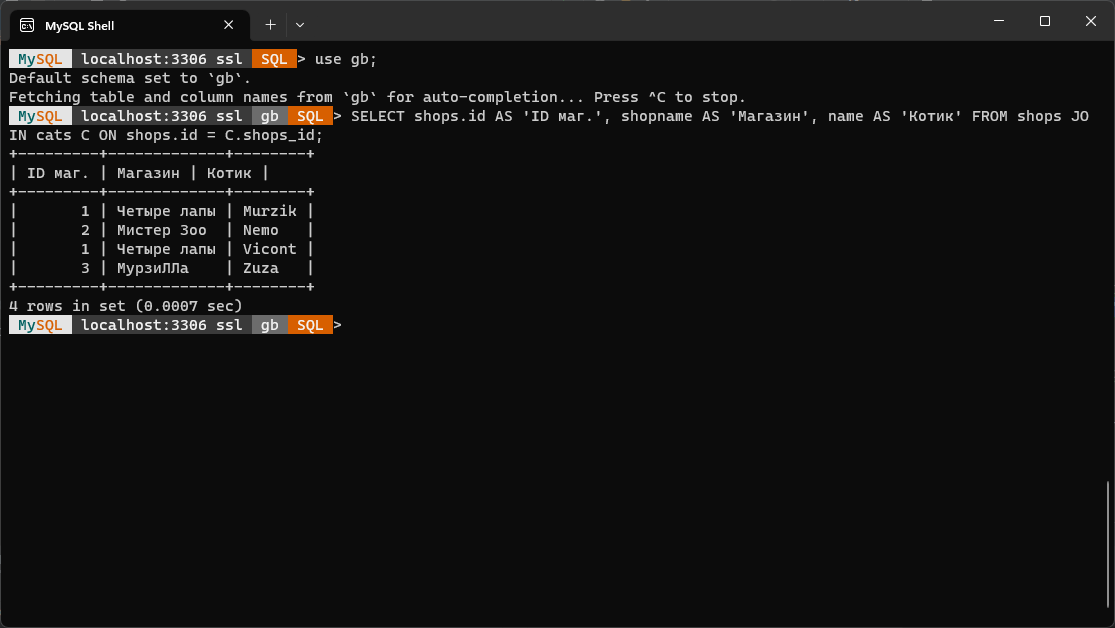 MySQL Shell
MySQL localhost:3306 ssl SQL > use gb;
Default schema set to `gb`.
Fetching table and column names from `gb` for auto-completion... Press ^C to stop.
MySQL localhost:3306 ssl gb SQL > SELECT shops.id AS 'ID маг.', shopname AS 'Магазин', name AS 'Котик' FROM shops JO
IN cats C ON shops.id = C.shops_id;
+---------+-------------+--------+
| ID маг. | Магазин | Котик |
+---------+-------------+--------+
|       1 | Четыре лапы | Murzik |
|       2 | Мистер Зоо  | Nemo   |
|       1 | Четыре лапы | Vicont |
|       3 | МурзиЛЛа    | Zuza   |
+---------+-------------+--------+
4 rows in set (0.0007 sec)
MySQL localhost:3306 ssl gb SQL >